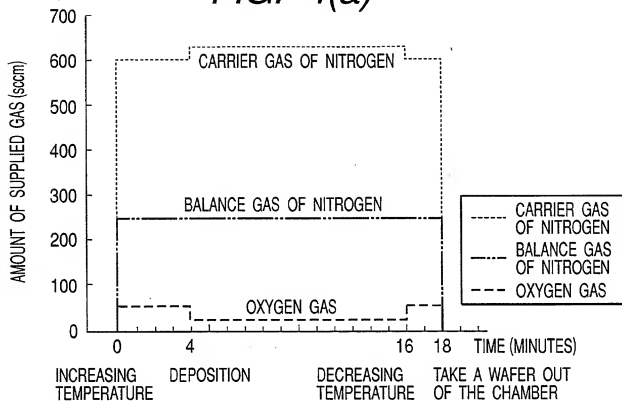 FIG. 4(a)
700
600
500
400
300
200
100
0
AMOUNT OF SUPPLIED GAS (sccm)
CARRIER GAS OF NITROGEN
BALANCE GAS OF NITROGEN
OXYGEN GAS
CARRIER GAS
OF NITROGEN
BALANCE GAS
OF NITROGEN
OXYGEN GAS
0 4 16 18 TIME (MINUTES)
INCREASING
TEMPERATURE
DEPOSITION
DECREASING
TEMPERATURE
TAKE A WAFER OUT
OF THE CHAMBER